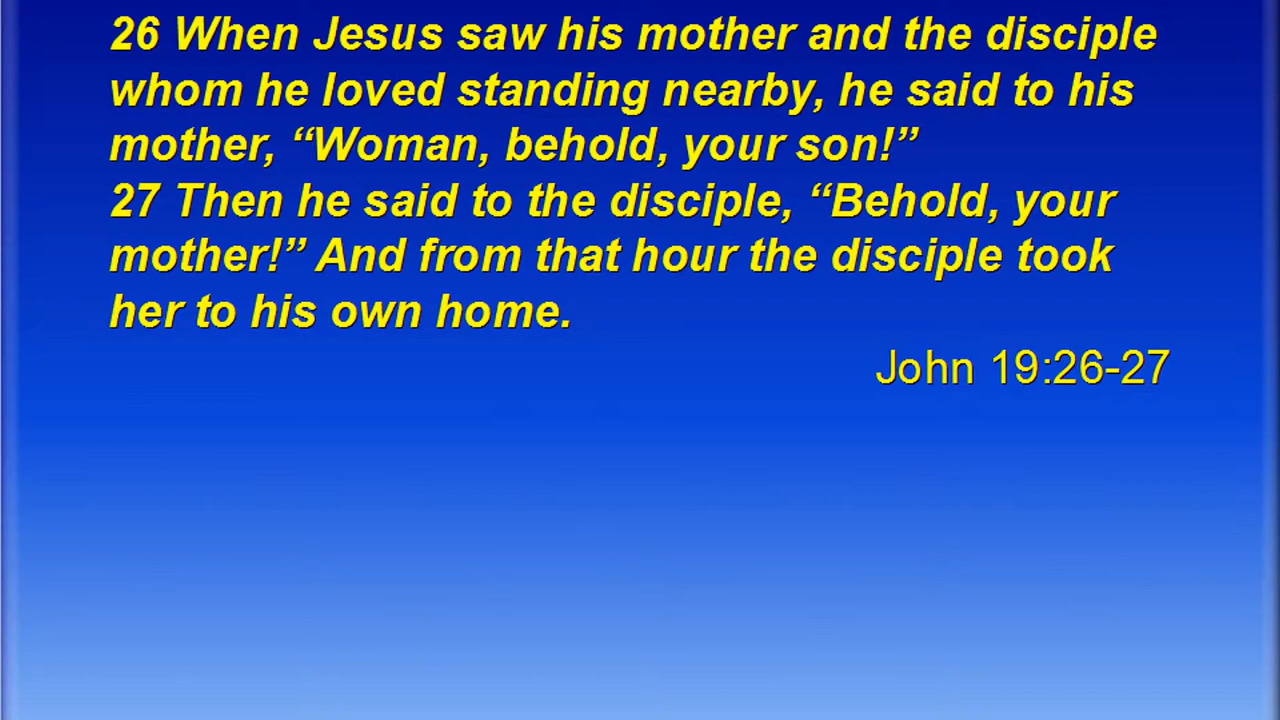 26 When Jesus saw his mother and the disciple
whom he loved standing nearby, he said to his
mother, “Woman, behold, your son!”
27 Then he said to the disciple, “Behold, your
mother!” And from that hour the disciple took
her to his own home.
John 19:26-27